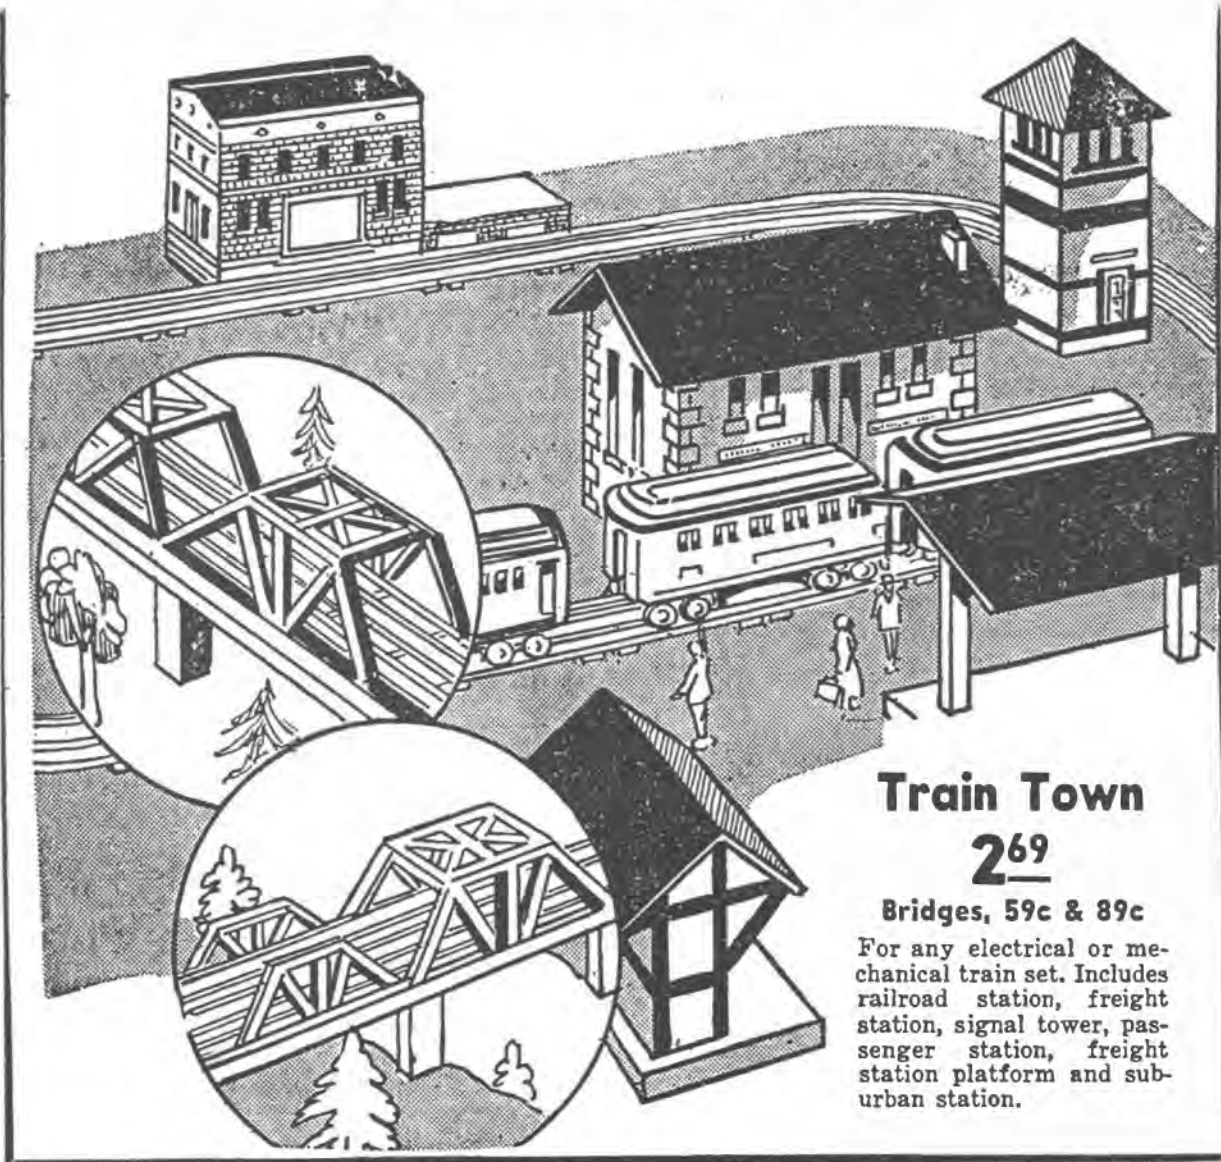 Train Town
2 69
Bridges, 59c & 89c
For any electrical or me-
chanical train set. Includes
railroad station, freight
station, signal tower, pas-
senger station, freight
station platform and sub-
urban station.